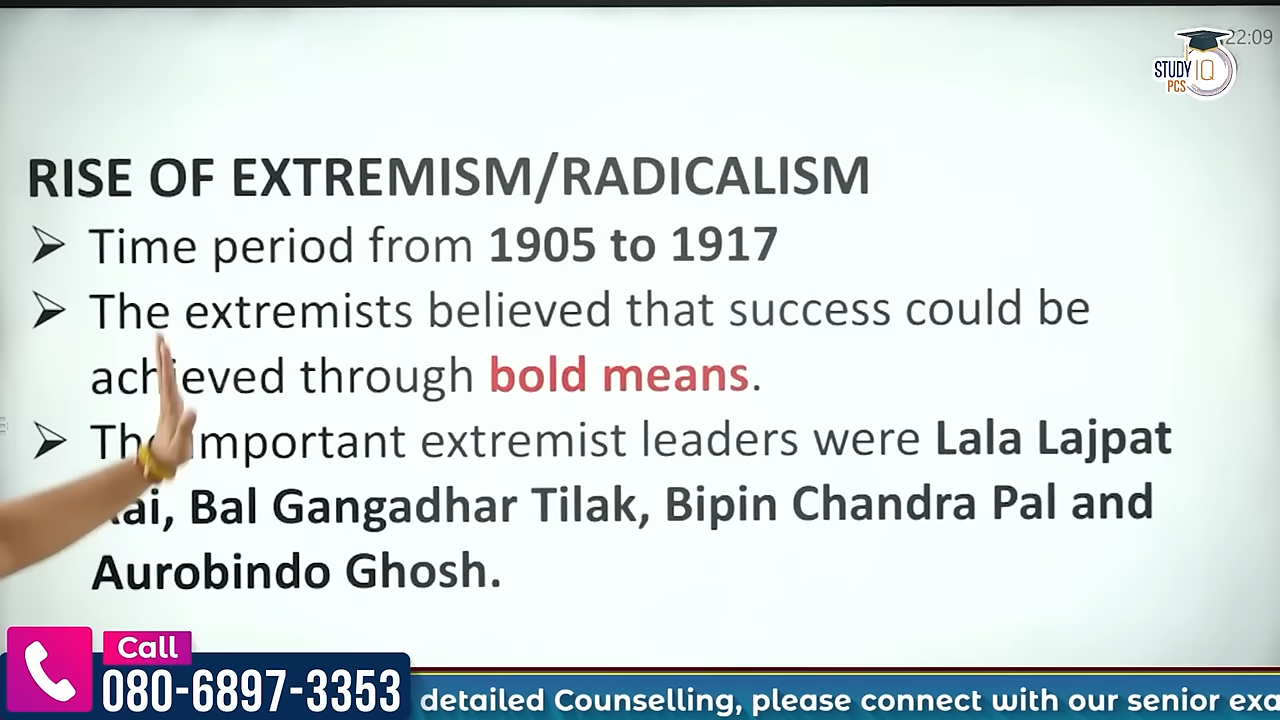 22:09
STUDY IQ
PCS
RISE OF EXTREMISM/RADICALISM
➢ Time period from 1905 to 1917
➢ The extremists believed that success could be
achieved through bold means.
➢ The important extremist leaders were Lala Lajpat
Rai, Bal Gangadhar Tilak, Bipin Chandra Pal and
Aurobindo Ghosh.
Call
080-6897-3353
detailed Counselling, please connect with our senior